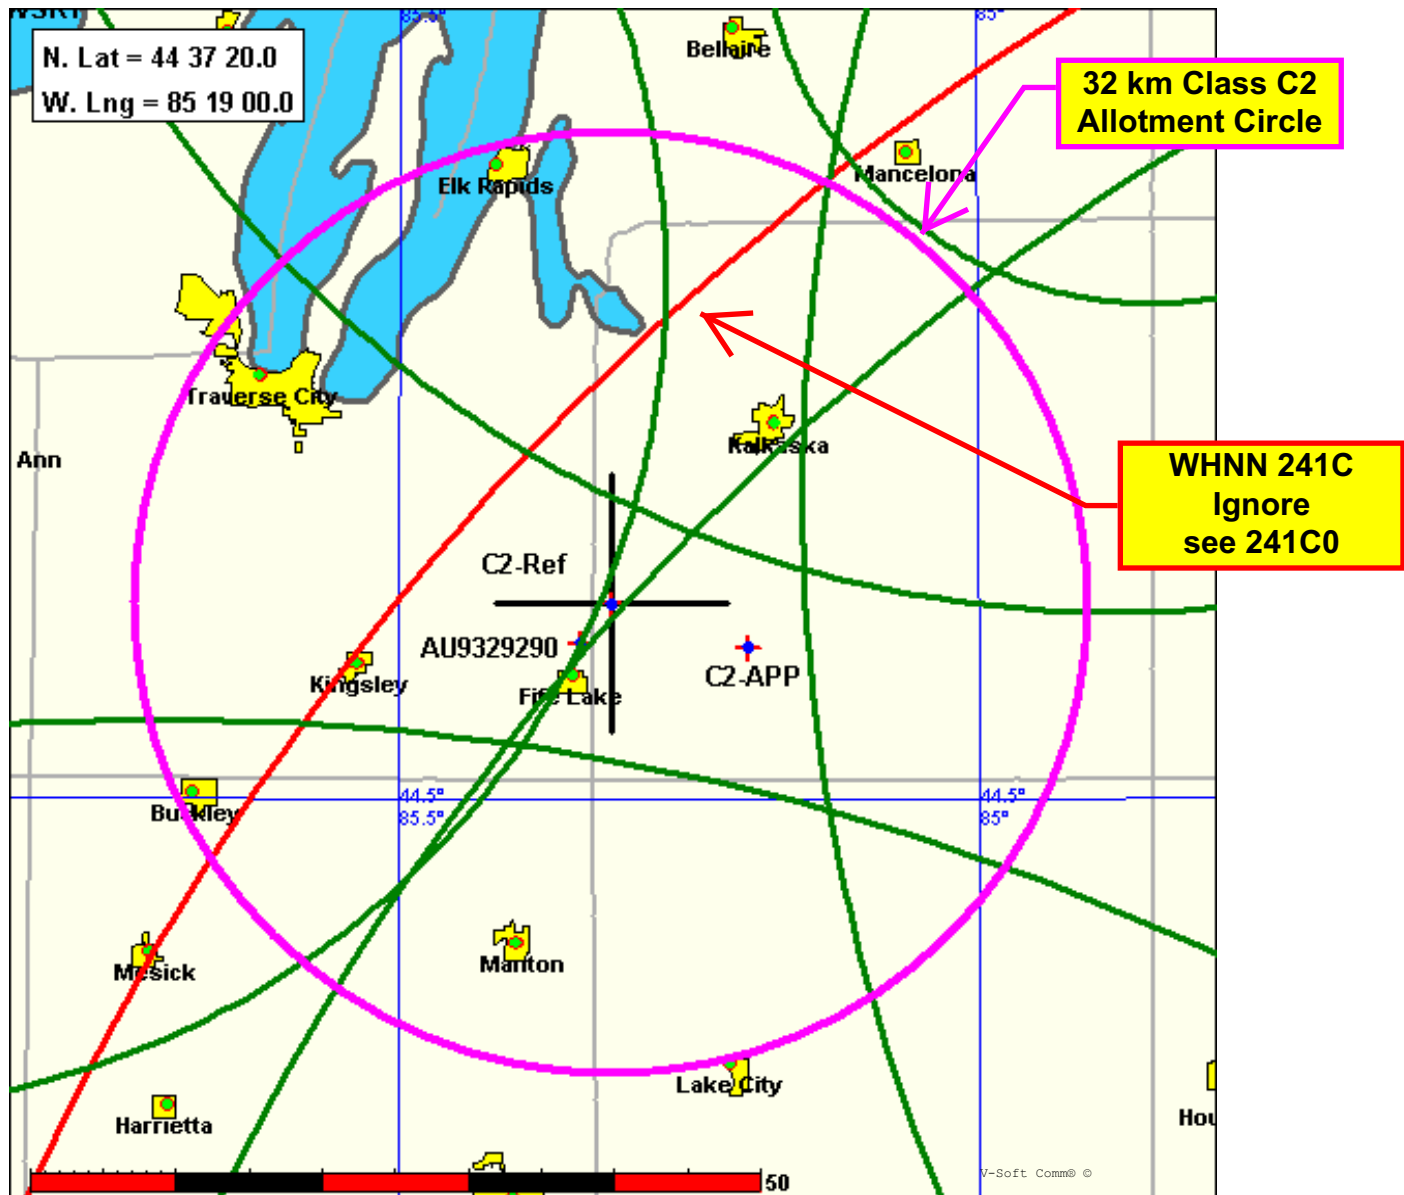 85.5°
85°
N. Lat = 44 37 20.0
W. Lng = 85 19 00.0
Bellaire
32 km Class C2
Allotment Circle
Mancelona
Elk Rapids
Traverse City
Kalkaska
Ann
WHNN 241C
Ignore
see 241C0
C2-Ref
AU9329290
C2-APP
Kingsley
Fife Lake
44.5°
85.5°
44.5°
85°
Buckley
Manton
Mesick
Lake City
Harrietta
Hou
50
V-Soft Comm® ©